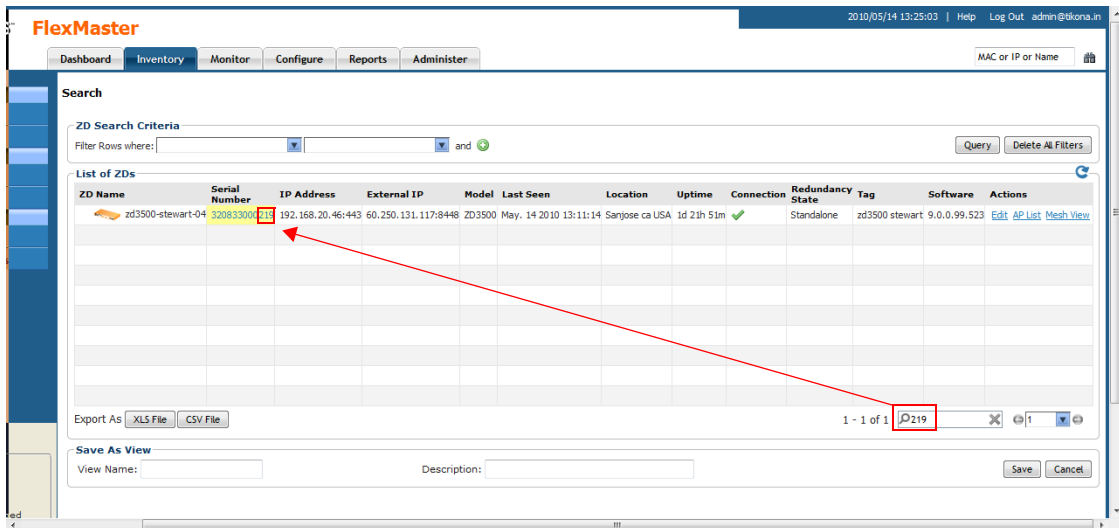 2010/05/14 13:25:03 | Help Log Out admin@tikona.in
FlexMaster
Dashboard Inventory Monitor Configure Reports Administer MAC or IP or Name
Search
ZD Search Criteria
Filter Rows where: and Query Delete All Filters
List of ZDs
ZD Name Serial Number IP Address External IP Model Last Seen Location Uptime Connection Redundancy State Tag Software Actions
zd3500-stewart-04 320833000219 192.168.20.46:443 60.250.131.117:8448 ZD3500 May. 14 2010 13:11:14 Sanjose ca USA 1d 21h 51m Standalone zd3500 stewart 9.0.0.99.523 Edit AP List Mesh View
Export As XLS File CSV File 1 - 1 of 1 219 1
Save As View
View Name: Description: Save Cancel
ed